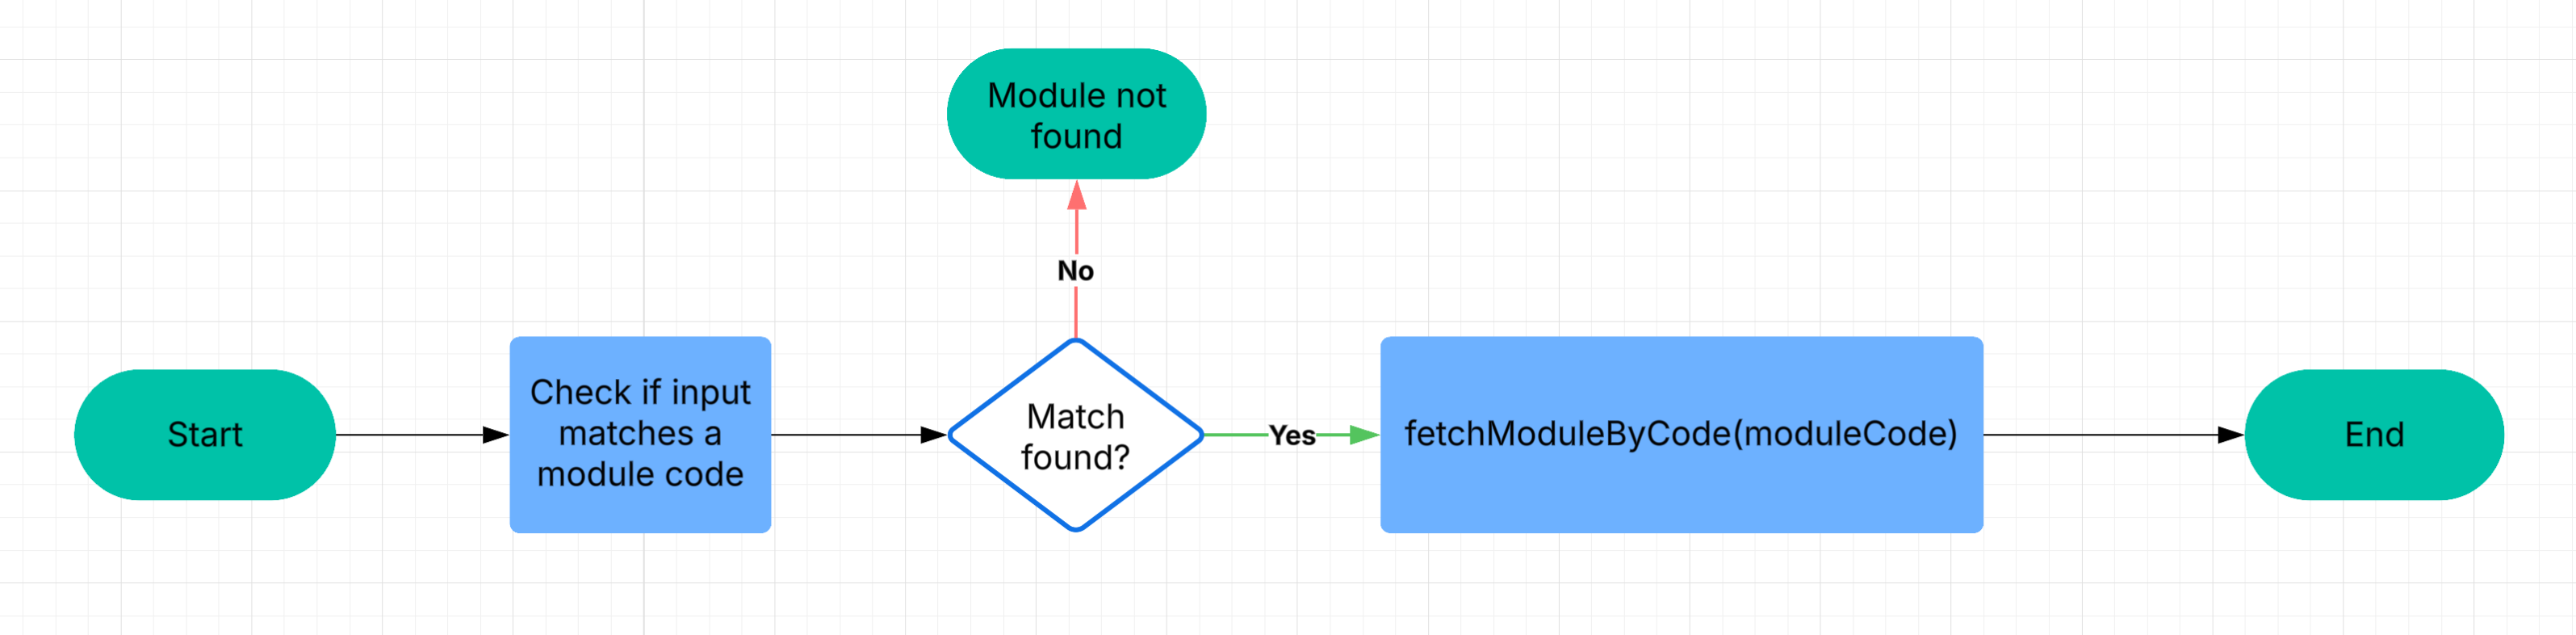 Module not
found
No
Start
Check if input
matches a
module code
Match
found?
Yes
fetchModuleByCode(moduleCode)
End